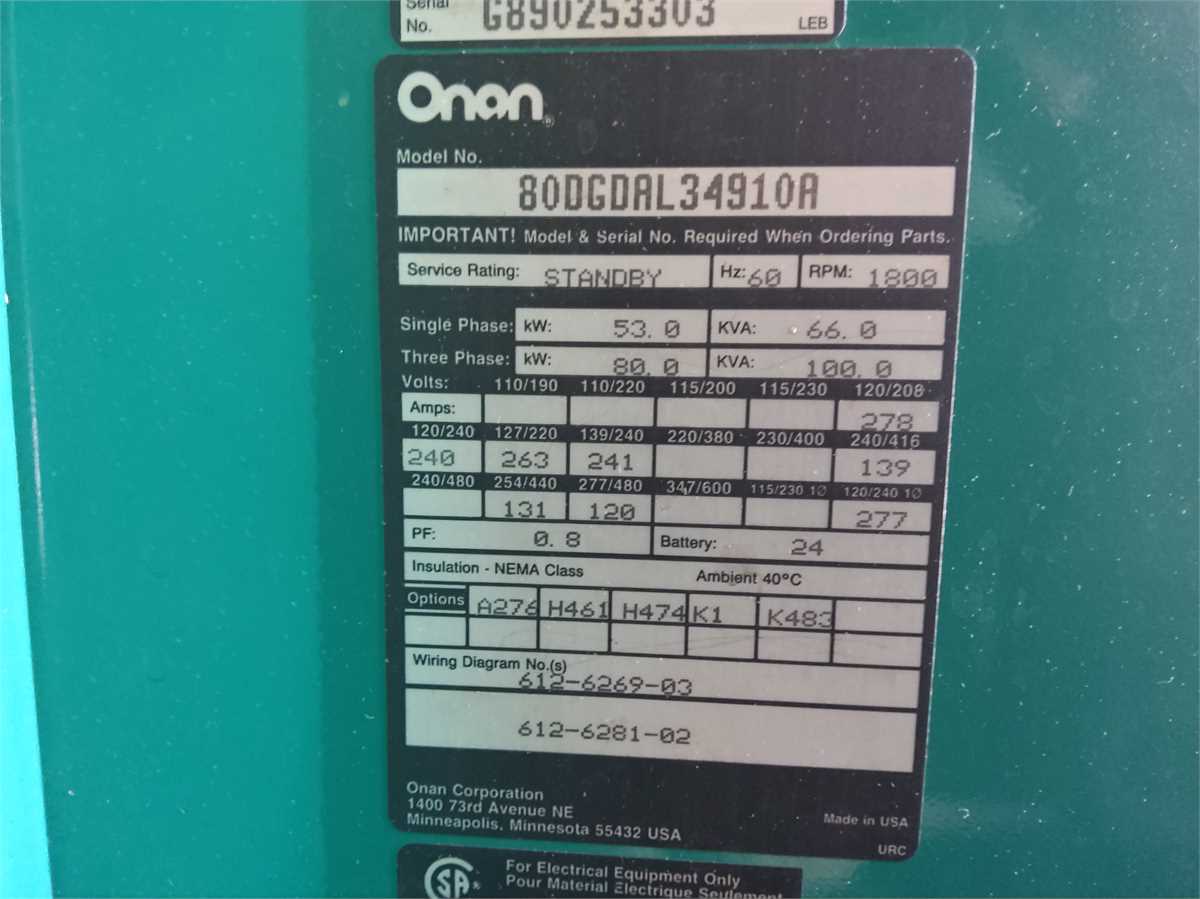 Serial
No. G890253303 LEB
Onan®
Model No.
80DGDAL34910A
IMPORTANT! Model & Serial No. Required When Ordering Parts.
Service Rating: STANDBY Hz: 60 RPM: 1800
Single Phase: kW: 53.0 KVA: 66.0
Three Phase: kW: 80.0 KVA: 100.0
Volts: 110/190 110/220 115/200 115/230 120/208
Amps: 278
120/240 127/220 139/240 220/380 230/400 240/416
240 263 241 139
240/480 254/440 277/480 347/600 115/230 1Ø 120/240 1Ø
131 120 277
PF: 0.8 Battery: 24
Insulation - NEMA Class Ambient 40°C
Options A276 H461 H474 K1 K483
Wiring Diagram No.(s)
612-6269-03
612-6281-02
Onan Corporation
1400 73rd Avenue NE
Minneapolis, Minnesota 55432 USA
Made in USA
URC
SA®
For Electrical Equipment Only
Pour Material Electrique Seulement